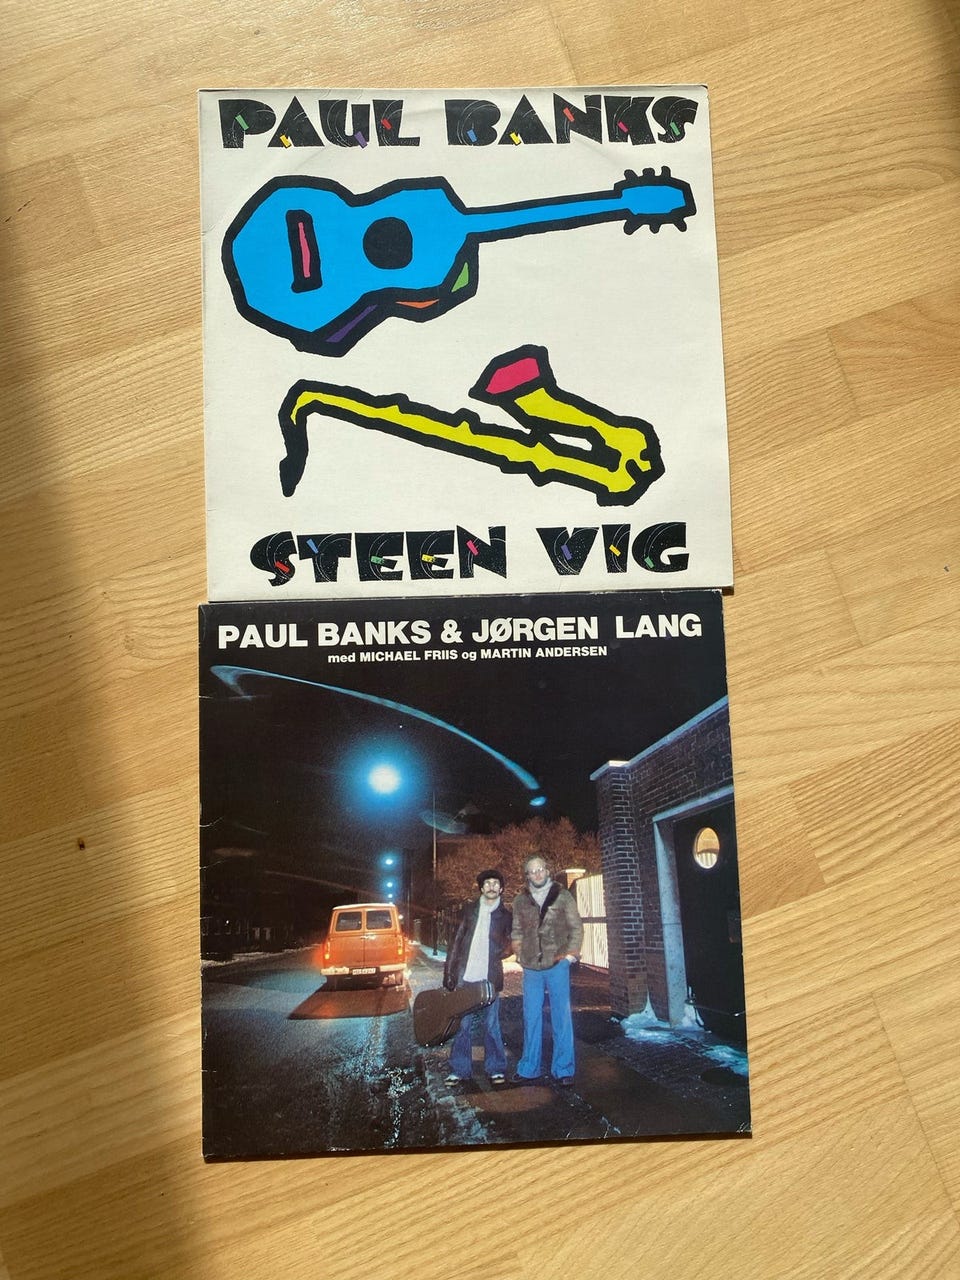 PAUL BANKS
STEEN VIG
PAUL BANKS & JØRGEN LANG
med MICHAEL FRIIS og MARTIN ANDERSEN